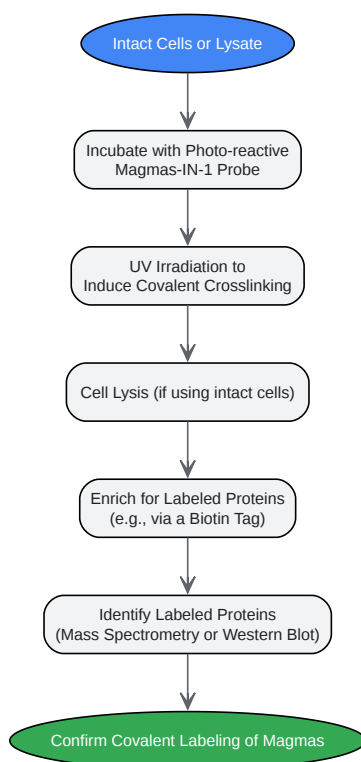 Intact Cells or Lysate
Incubate with Photo-reactive
Magmas-IN-1 Probe
UV Irradiation to
Induce Covalent Crosslinking
Cell Lysis (if using intact cells)
Enrich for Labeled Proteins
(e.g., via a Biotin Tag)
Identify Labeled Proteins
(Mass Spectrometry or Western Blot)
Confirm Covalent Labeling of Magmas